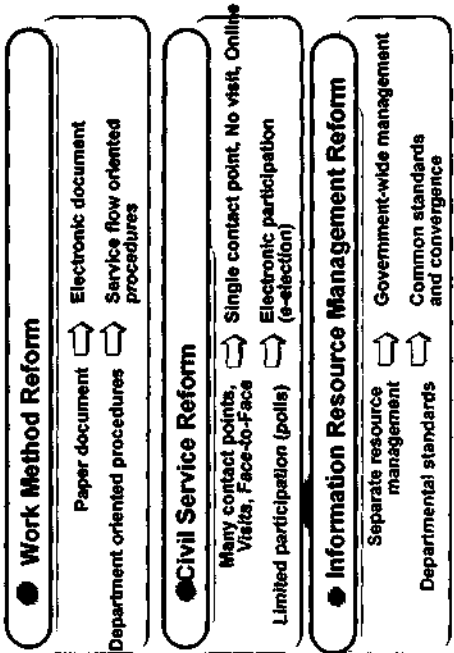 Work Method Reform
Paper document
Electronic document
Department oriented procedures
Service flow oriented
procedures
Civil Service Reform
Many contact points,
Visits, Face-to-Face
Single contact point, No visit, Online
Limited participation (polls)
Electronic participation
(e-election)
Information Resource Management Reform
Separate resource
management
Government-wide management
Departmental standards
Common standards
and convergence